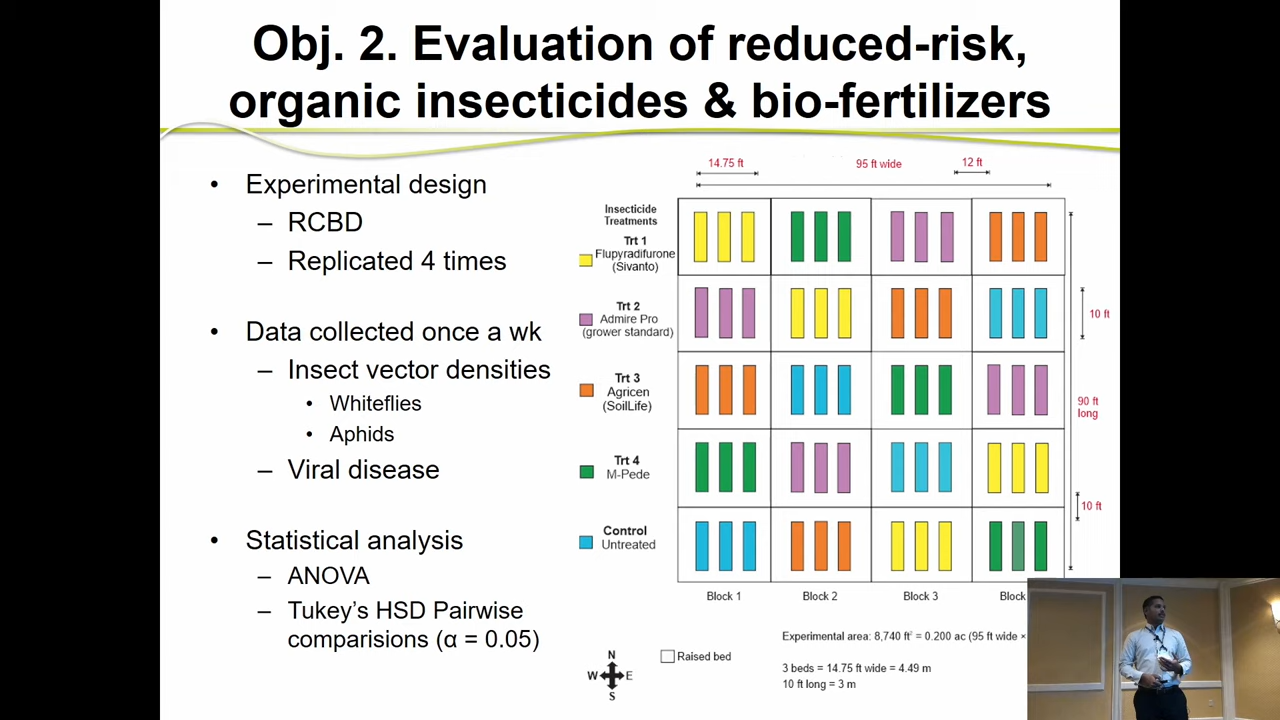 Obj. 2. Evaluation of reduced-risk,
organic insecticides & bio-fertilizers
• Experimental design
– RCBD
– Replicated 4 times
• Data collected once a wk
– Insect vector densities
• Whiteflies
• Aphids
– Viral disease
• Statistical analysis
– ANOVA
– Tukey’s HSD Pairwise
comparisions (α = 0.05)
14.75 ft
95 ft wide
12 ft
Insecticide
Treatments
Trt 1
Flupyradifurone
(Sivanto)
Trt 2
Admire Pro
(grower standard)
Trt 3
Agricen
(SoilLife)
Trt 4
M-Pede
Control
Untreated
10 ft
90 ft
long
10 ft
Block 1
Block 2
Block 3
Block
Experimental area: 8,740 ft² = 0.200 ac (95 ft wide ×
3 beds = 14.75 ft wide = 4.49 m
10 ft long = 3 m
Raised bed
N
W E
S